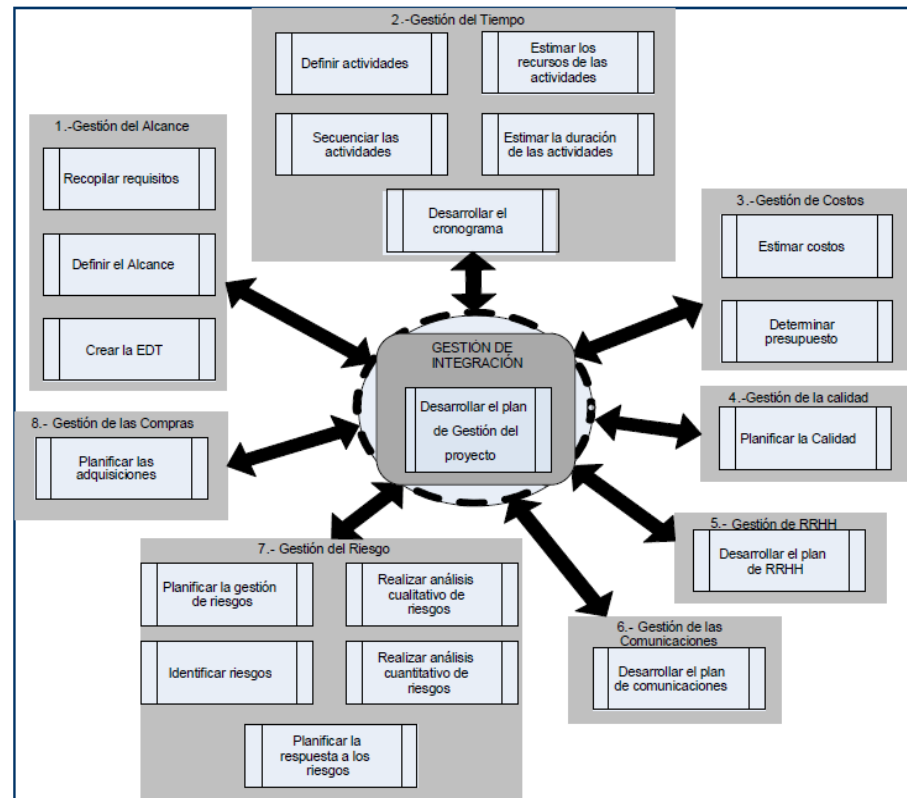 2.-Gestión del Tiempo
Definir actividades
Estimar los
recursos de las
actividades
Secuenciar las
actividades
Estimar la duración
de las actividades
Desarrollar el
cronograma
1.-Gestión del Alcance
Recopilar requisitos
Definir el Alcance
Crear la EDT
3.-Gestión de Costos
Estimar costos
Determinar
presupuesto
GESTIÓN DE
INTEGRACIÓN
Desarrollar el plan
de Gestión del
proyecto
4.-Gestión de la calidad
Planificar la Calidad
8.- Gestión de las Compras
Planificar las
adquisiciones
5.- Gestión de RRHH
Desarrollar el plan
de RRHH
7.- Gestión del Riesgo
Planificar la gestión
de riesgos
Realizar análisis
cualitativo de
riesgos
Identificar riesgos
Realizar análisis
cuantitativo de
riesgos
Planificar la
respuesta a los
riesgos
6.- Gestión de las
Comunicaciones
Desarrollar el plan
de comunicaciones